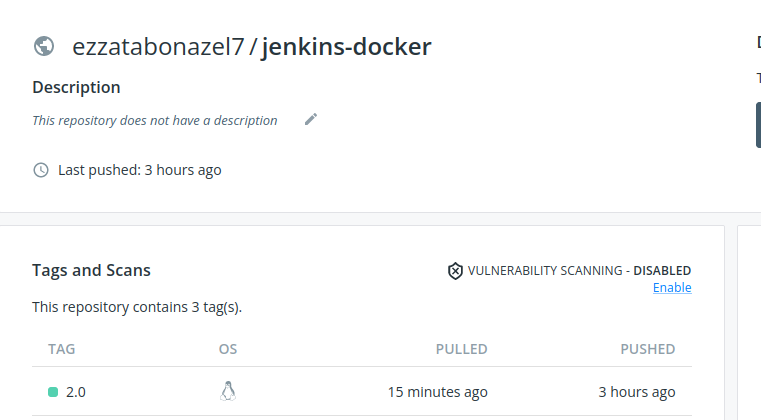 ezzatabonazel7 / jenkins-docker
Description
This repository does not have a description
Last pushed: 3 hours ago
Tags and Scans
VULNERABILITY SCANNING - DISABLED
Enable
This repository contains 3 tag(s).
TAG OS PULLED PUSHED
2.0 15 minutes ago 3 hours ago